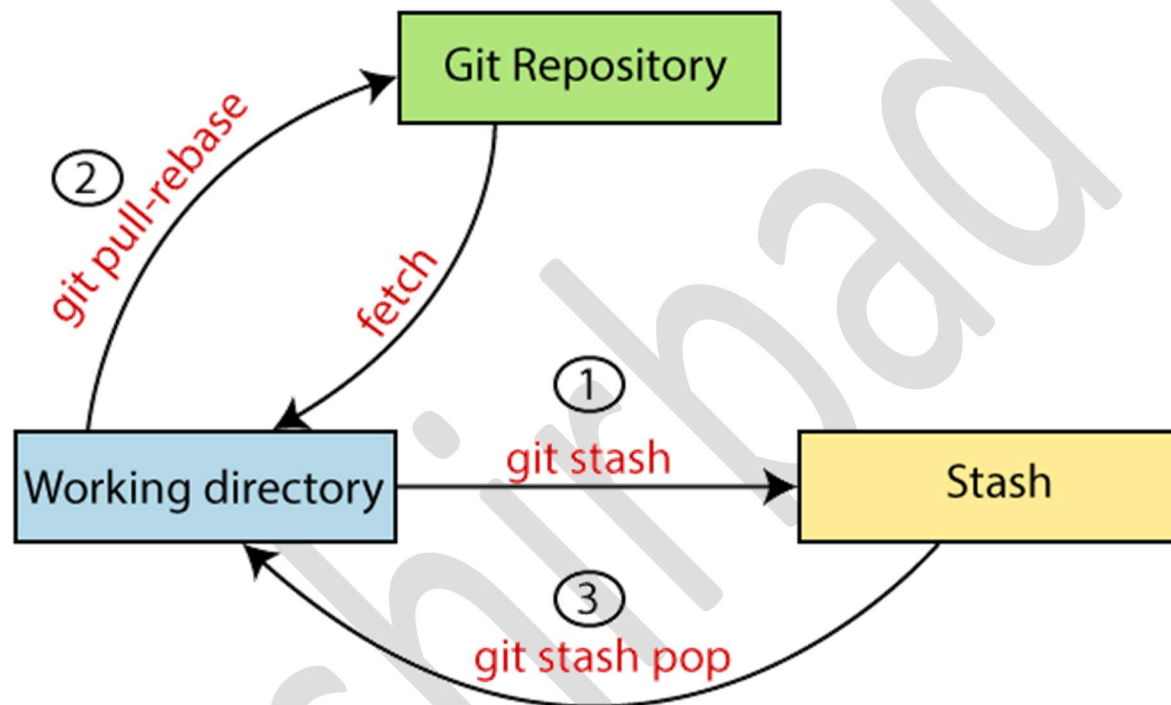 Git Repository
2
git pull-rebase
fetch
1
git stash
Working directory
Stash
3
git stash pop